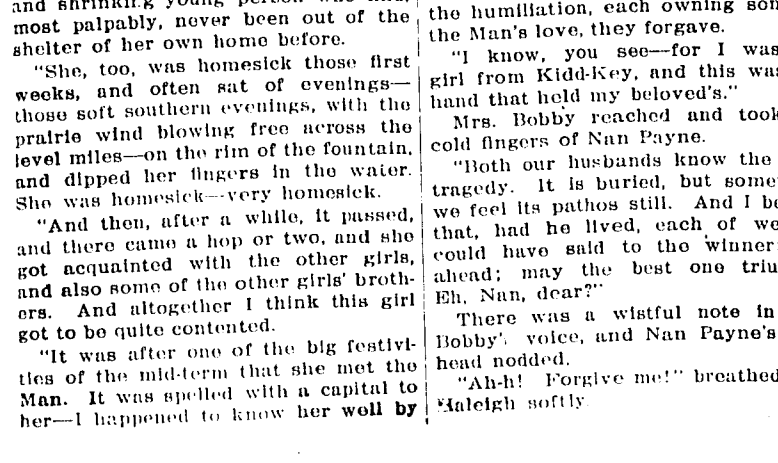 and shrinking young person who had,
most palpably, never been out of the
shelter of her own home before.
"She, too, was homesick those first
weeks, and often sat of evenings—
those soft southern evenings, with the
prairie wind blowing free across the
level miles—on the rim of the fountain,
and dipped her fingers in the water.
She was homesick—very homesick.
"And then, after a while, it passed,
and there came a hop or two, and she
got acquainted with the other girls,
and also some of the other girls' broth-
ers. And altogether I think this girl
got to be quite contented.
"It was after one of the big festivi-
ties of the mid-term that she met the
Man. It was spelled with a capital to
her—I happened to know her well by
the humiliation, each owning
the Man's love, they forgave.
"I know, you see—for I was
girl from Kidd-Key, and this was
hand that held my beloved's."
Mrs. Bobby reached and took
cold fingers of Nan Payne.
"Both our husbands know the
tragedy. It is buried, but some
we feel its pathos still. And I be
that, had he lived, each of we
could have said to the winner:
ahead; may the best one triu
Eh, Nan, dear?"
There was a wistful note in
Bobby's voice, and Nan Payne's
head nodded.
"Ah-h! Forgive me!" breathed
Haleigh softly.